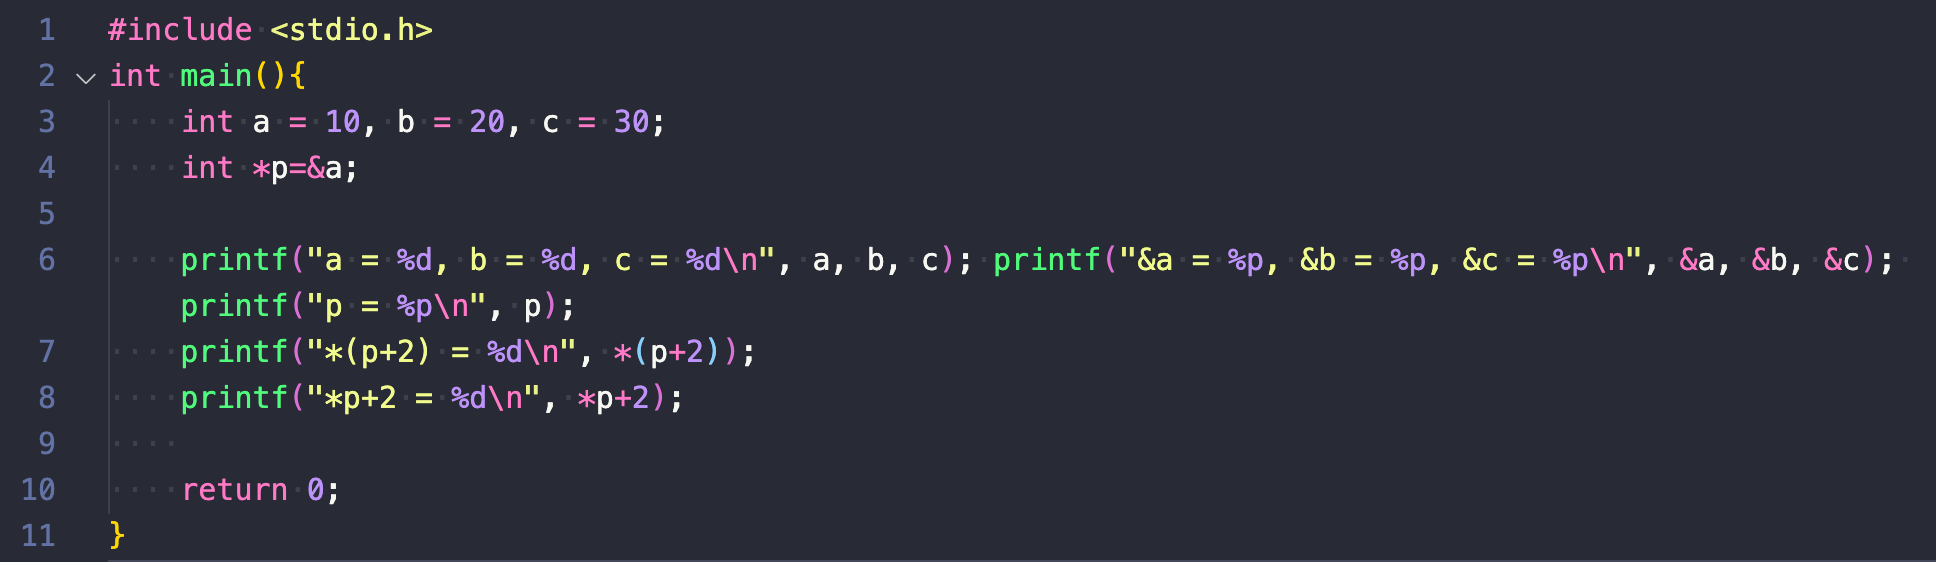 1 #include <stdio.h>
2 int main(){
3     int a = 10, b = 20, c = 30;
4     int *p=&a;
5
6     printf("a = %d, b = %d, c = %d\n", a, b, c); printf("&a = %p, &b = %p, &c = %p\n", &a, &b, &c);
    printf("p = %p\n", p);
7     printf("*(p+2) = %d\n", *(p+2));
8     printf("*p+2 = %d\n", *p+2);
9
10     return 0;
11 }